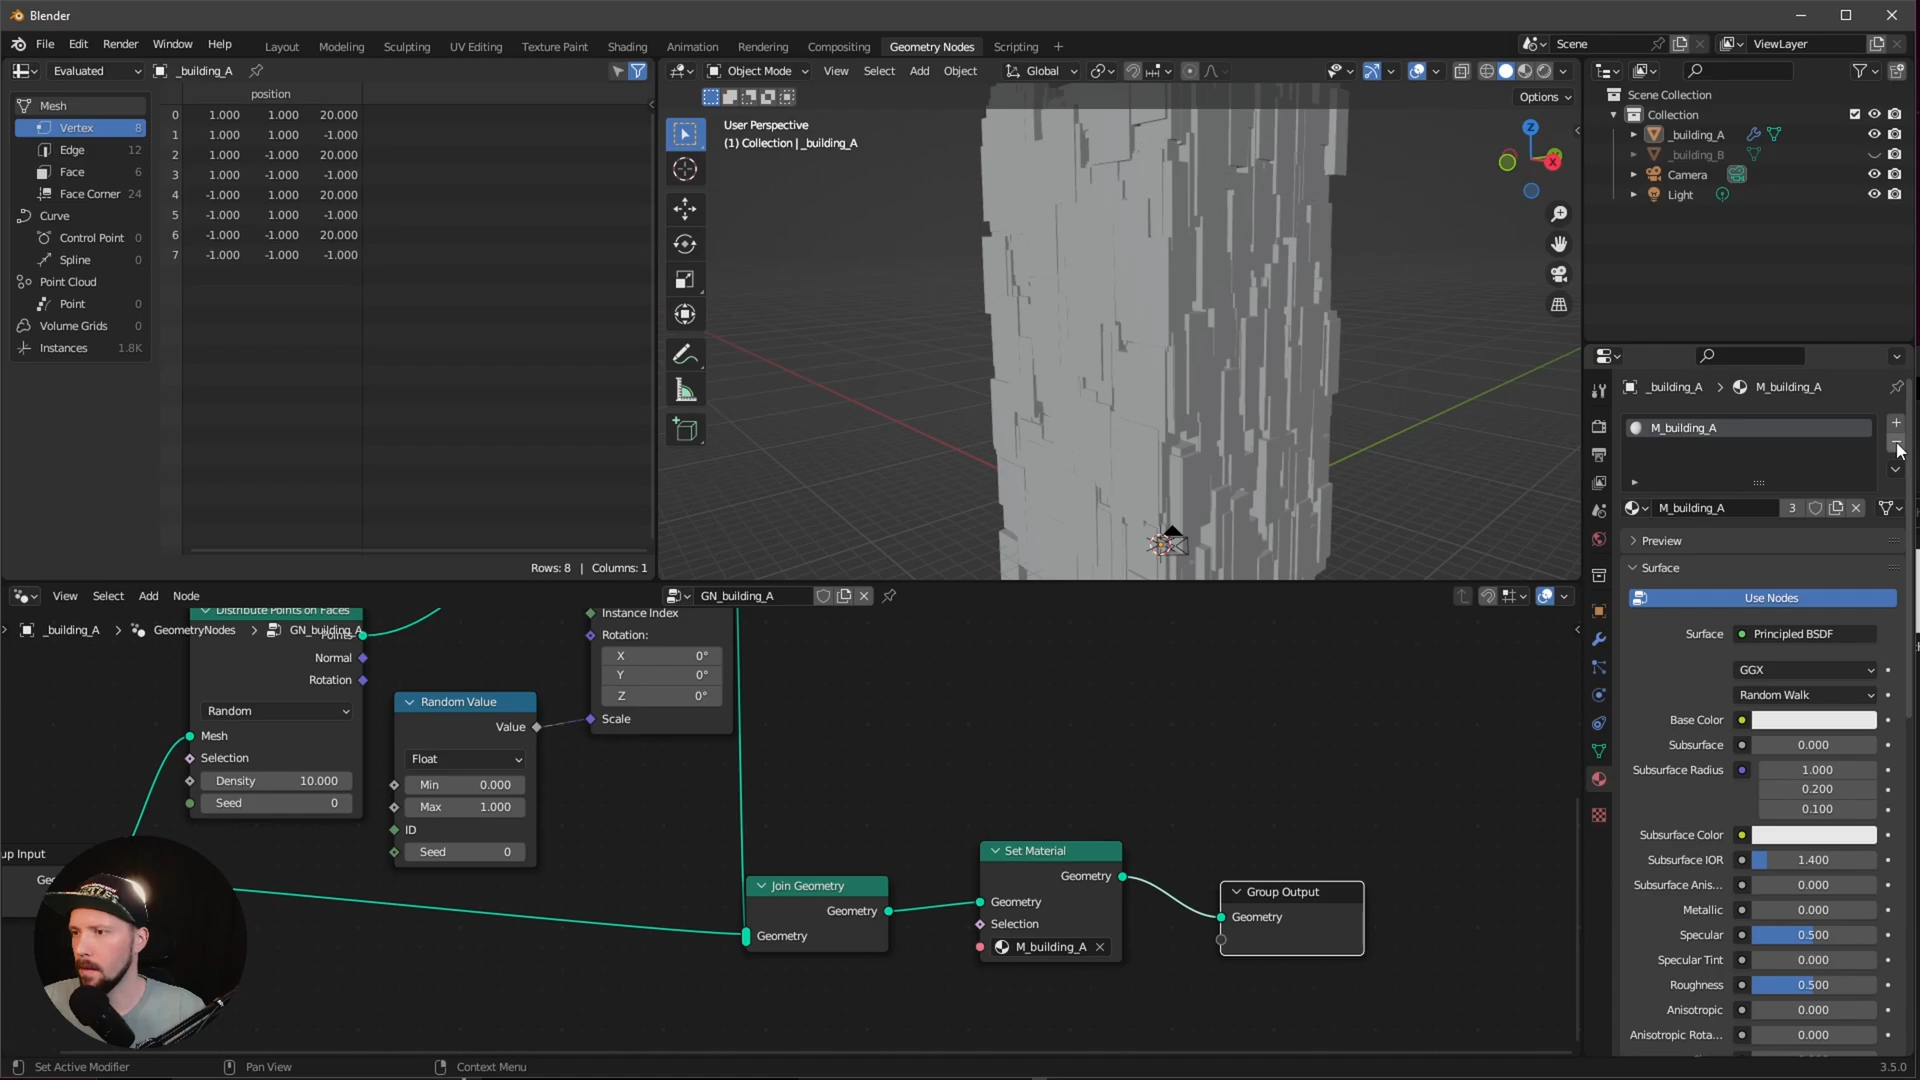 Blender
File Edit Render Window Help
Layout Modeling Sculpting UV Editing Texture Paint Shading Animation Rendering Compositing Geometry Nodes Scripting +
Scene
ViewLayer
Evaluated
_building_A
Object Mode
View Select Add Object
Global
Options
Mesh
Vertex 8
Edge 12
Face 6
Face Corner 24
Curve
Control Point 0
Spline 0
Point Cloud
Point 0
Volume Grids 0
Instances 1.8K
position
0 1.000 1.000 20.000
1 1.000 1.000 -1.000
2 1.000 -1.000 20.000
3 1.000 -1.000 -1.000
4 -1.000 1.000 20.000
5 -1.000 1.000 -1.000
6 -1.000 -1.000 20.000
7 -1.000 -1.000 -1.000
Rows: 8 | Columns: 1
User Perspective
(1) Collection | _building_A
Z
X
Scene Collection
Collection
_building_A
_building_B
Camera
Light
_building_A > M_building_A
M_building_A
M_building_A 3
Preview
Surface
Use Nodes
Surface Principled BSDF
GGX
Random Walk
Base Color
Subsurface 0.000
Subsurface Radius 1.000
0.200
0.100
Subsurface Color
Subsurface IOR 1.400
Subsurface Anis... 0.000
Metallic 0.000
Specular 0.500
Specular Tint 0.000
Roughness 0.500
Anisotropic 0.000
Anisotropic Rota... 0.000
View Select Add Node
GN_building_A
_building_A > GeometryNodes > GN_building_A
Distribute Points on Faces
Normal
Rotation
Random
Mesh
Selection
Density 10.000
Seed 0
Random Value
Value
Float
Min 0.000
Max 1.000
ID
Seed 0
Instance Index
Rotation:
X 0°
Y 0°
Z 0°
Scale
up Input
Join Geometry
Geometry
Geometry
Set Material
Geometry
Geometry
Selection
M_building_A
Group Output
Geometry
Set Active Modifier
Pan View
Context Menu
3.5.0